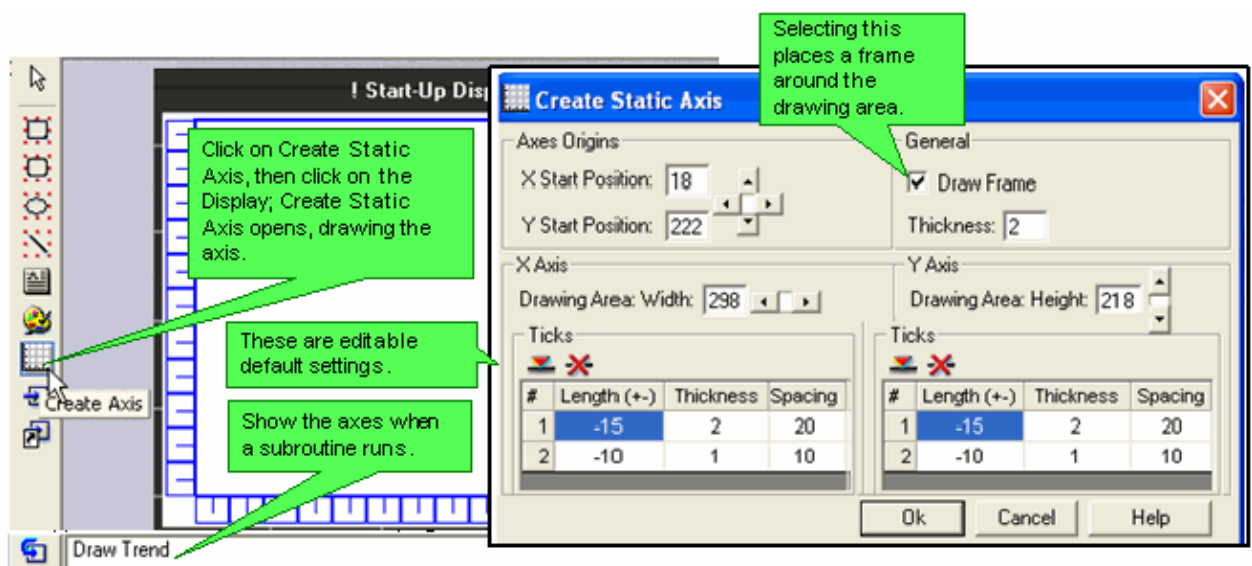 Selecting this
places a frame
around the
drawing area.
! Start-Up Disp
Create Static Axis
Click on Create Static
Axis, then click on the
Display; Create Static
Axis opens, drawing the
axis.
Axes Origins
X Start Position: 18
Y Start Position: 222
General
Draw Frame
Thickness: 2
X Axis
Drawing Area: Width: 298
Y Axis
Drawing Area: Height: 218
These are editable
default settings.
Ticks
# Length (+-) Thickness Spacing
1 -15 2 20
2 -10 1 10
Ticks
# Length (+-) Thickness Spacing
1 -15 2 20
2 -10 1 10
Create Axis
Show the axes when
a subroutine runs.
Ok Cancel Help
Draw Trend